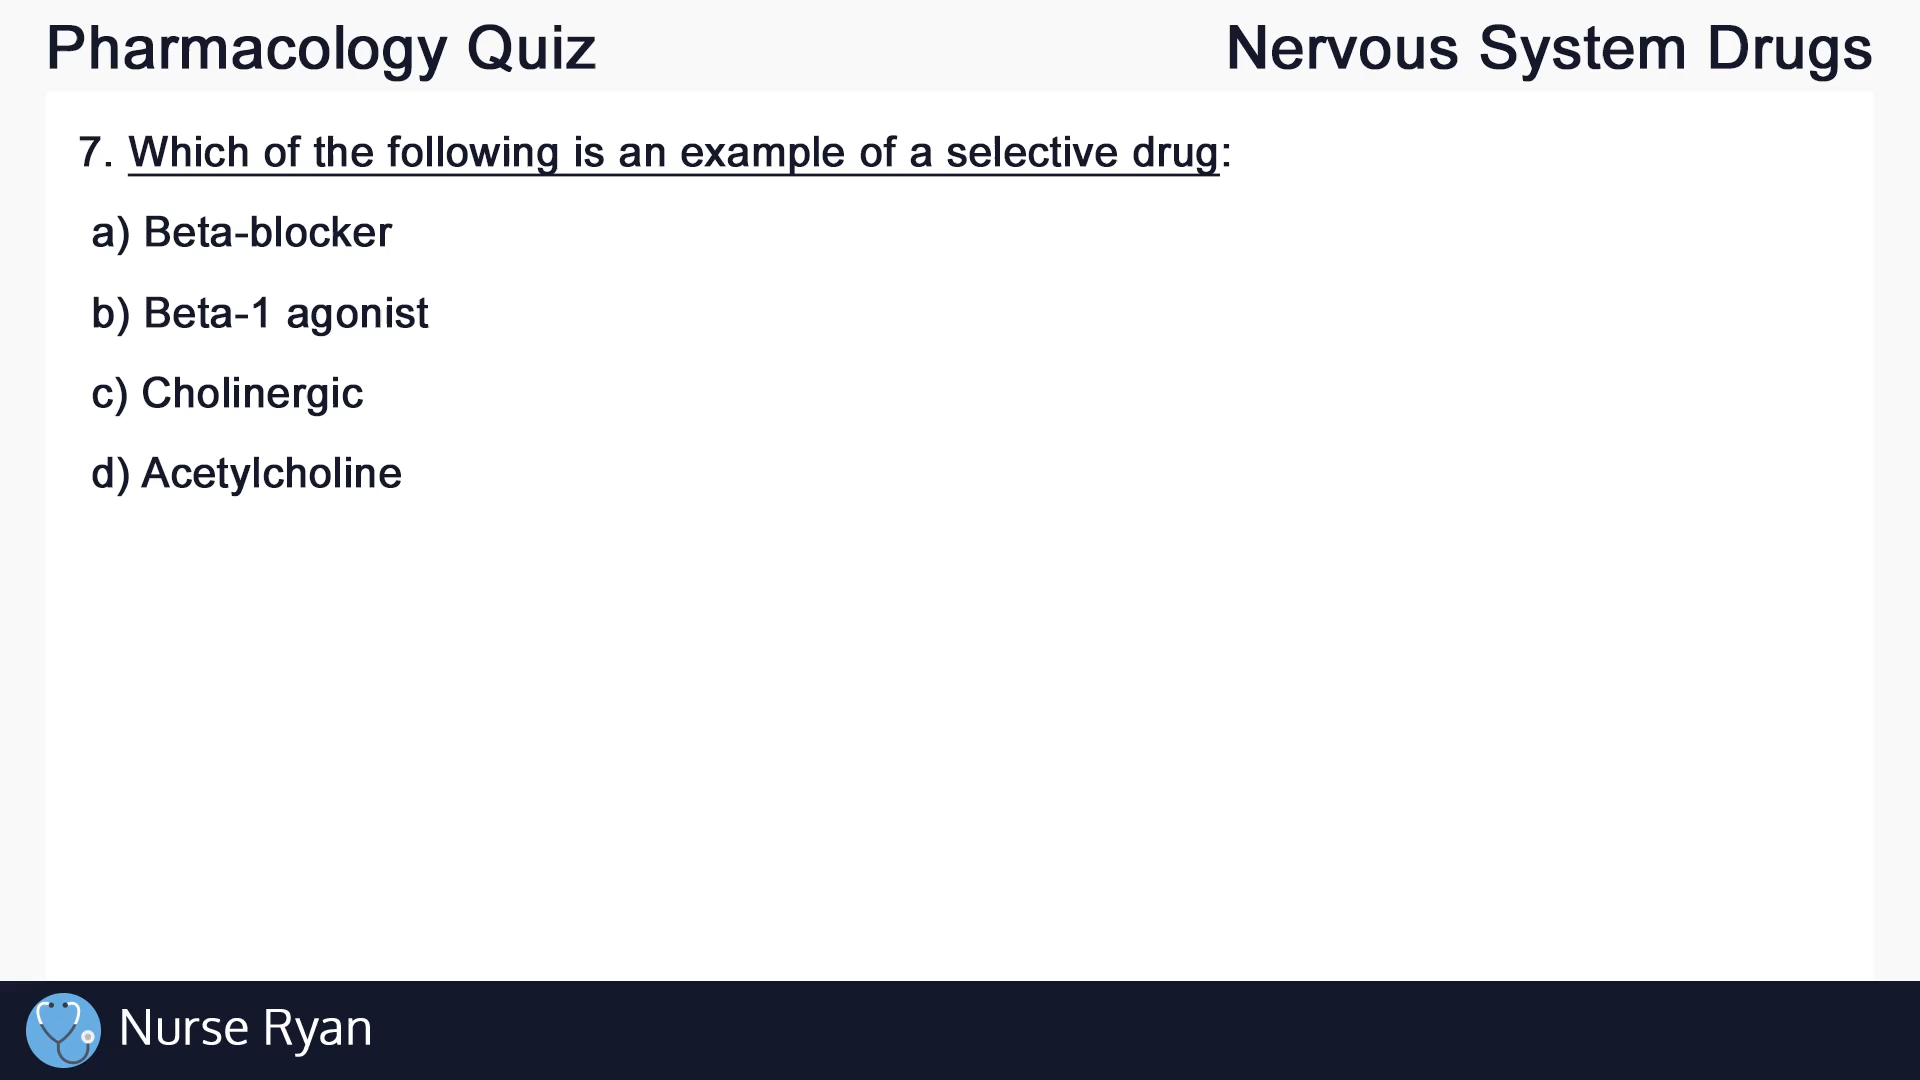 Pharmacology Quiz
Nervous System Drugs
7. Which of the following is an example of a selective drug:
a) Beta-blocker
b) Beta-1 agonist
c) Cholinergic
d) Acetylcholine
Nurse Ryan